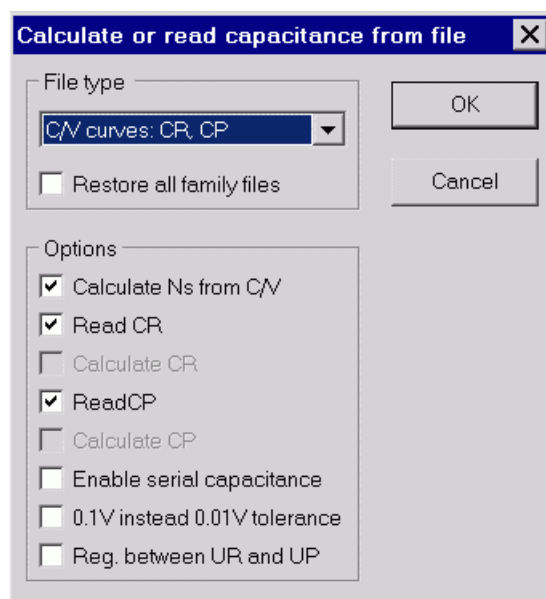 Calculate or read capacitance from file
File type
OK
C/V curves: CR, CP
Restore all family files
Cancel
Options
Calculate Ns from C/V
Read CR
Calculate CR
ReadCP
Calculate CP
Enable serial capacitance
0.1V instead 0.01V tolerance
Reg. between UR and UP